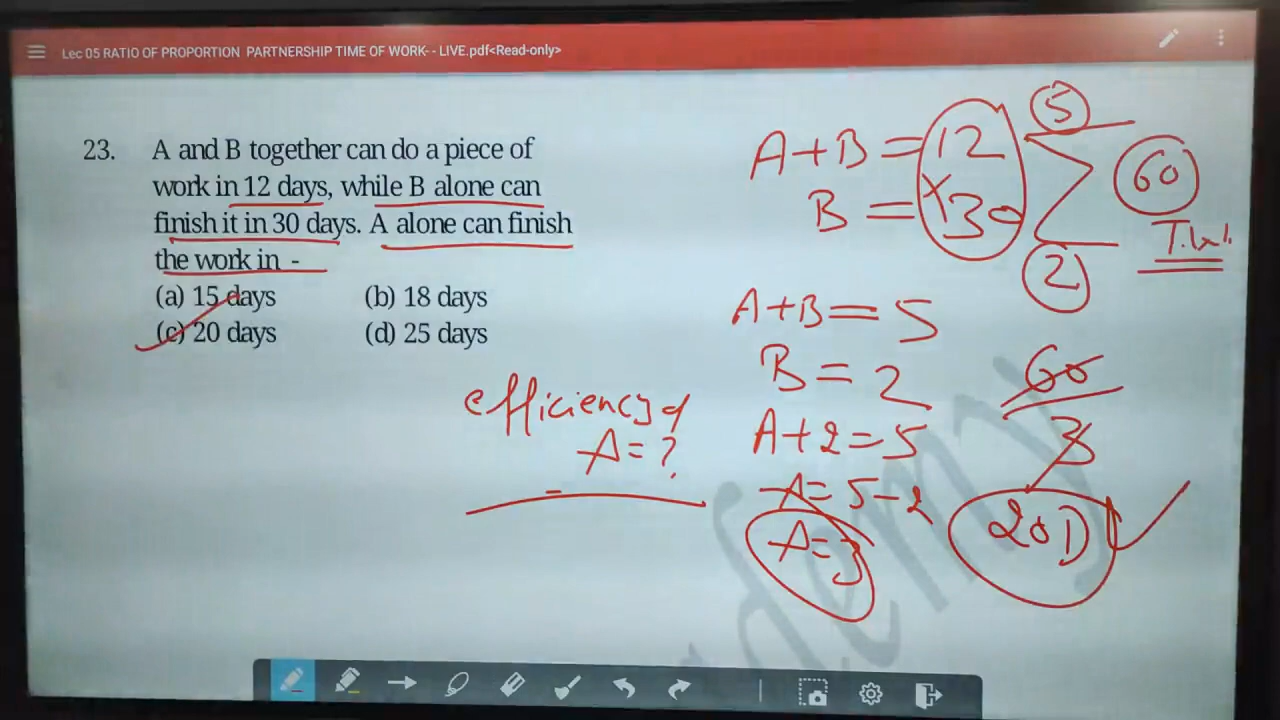 Lec 05 RATIO OF PROPORTION PARTNERSHIP TIME OF WORK- - LIVE.pdf<Read-only>
23. A and B together can do a piece of
work in 12 days, while B alone can
finish it in 30 days. A alone can finish
the work in -
(a) 15 days (b) 18 days
(c) 20 days (d) 25 days
efficiency of
A = ?
A+B = 12 5
B = 30 2
60
T.W.
A+B = 5
B = 2
A+2=5
A= 5-2
A=3
60
3
20D